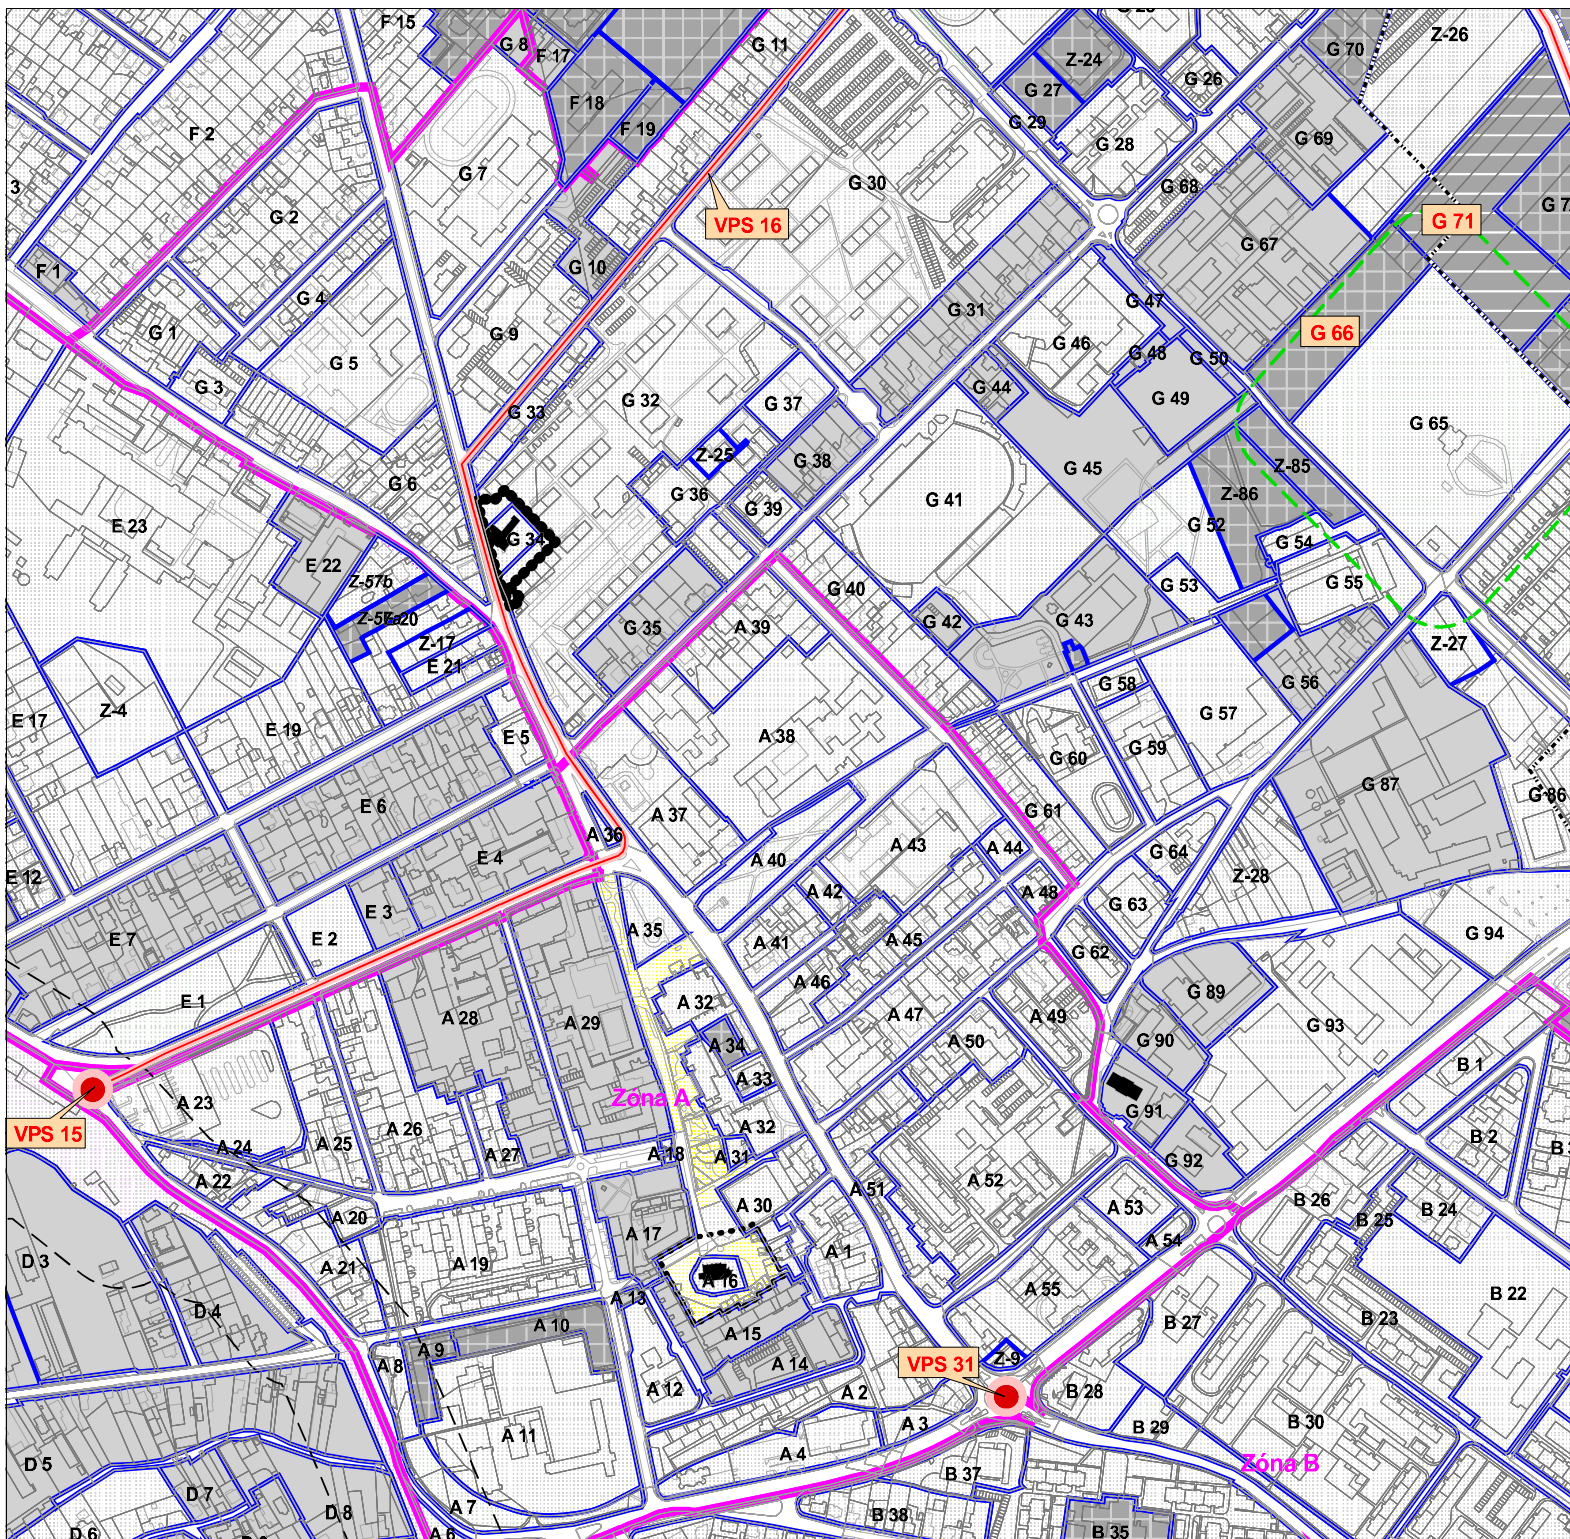 F 15
G 8
F 17
G 11
G 25
Z-24
G 70
Z-26
F 2
F 18
F 19
G 27
G 29
G 26
G 28
G 69
3
G 7
G 30
G 68
G 2
VPS 16
G 71
G 67
F 1
G 10
G 4
G 31
G 47
G 1
G 9
G 66
G 5
G 46
G 48
G 50
G 3
G 44
G 49
G 32
G 37
G 33
G 65
Z-25
G 38
G 45
Z-85
G 6
G 36
G 39
G 41
Z-86
E 23
G 34
G 52
G 54
E 22
Z-57b
G 40
G 53
G 55
E 20
Z-17
G 35
A 39
G 42
G 43
Z-27
E 21
G 58
G 56
Z-4
E 17
E 19
E 5
A 38
G 57
G 59
G 60
E 6
A 37
A 36
G 61
G 87
G 86
E 4
A 40
A 43
A 44
G 64
E 12
A 42
A 48
Z-28
E 3
G 63
E 7
E 2
A 35
A 41
A 45
G 62
G 94
E 1
A 32
A 46
G 89
A 28
A 29
A 47
A 49
G 93
A 34
A 50
G 90
A 33
B 1
VPS 15
A 23
Zóna A
G 91
A 32
A 24
A 25
A 26
A 27
A 18
A 31
B 2
A 22
A 52
G 92
A 51
A 20
A 30
A 53
B 26
B 25
B 24
A 17
A 1
A 54
D 3
A 21
A 19
A 16
A 55
B 22
D 4
A 13
A 10
A 15
B 27
B 23
A 9
A 8
A 14
VPS 31
Z-9
A 12
A 2
B 28
A 3
B 29
B 30
D 5
A 11
A 4
Zóna B
B 37
D 7
D 8
A 7
B 38
D 6
A 6
B 35